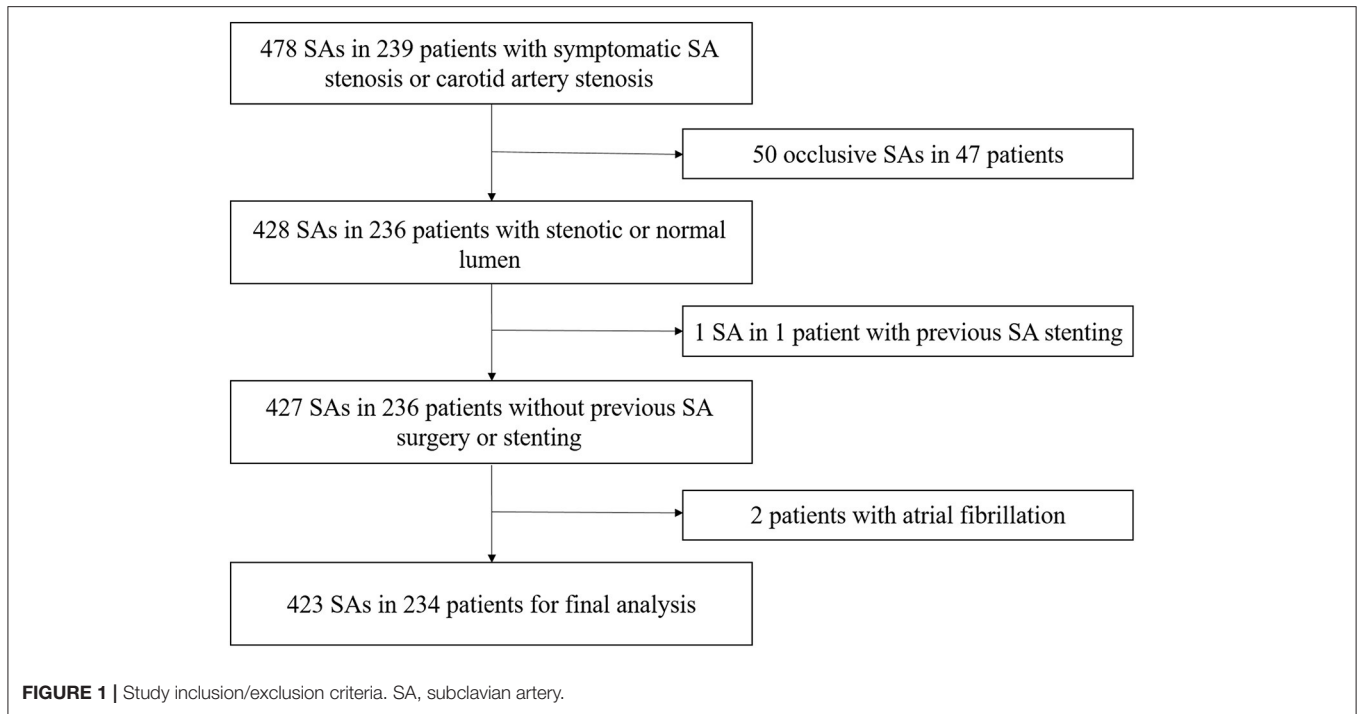 478 SAs in 239 patients with symptomatic SA
stenosis or carotid artery stenosis
50 occlusive SAs in 47 patients
428 SAs in 236 patients with stenotic or normal
lumen
1 SA in 1 patient with previous SA stenting
427 SAs in 236 patients without previous SA
surgery or stenting
2 patients with atrial fibrillation
423 SAs in 234 patients for final analysis
FIGURE 1 | Study inclusion/exclusion criteria. SA, subclavian artery.